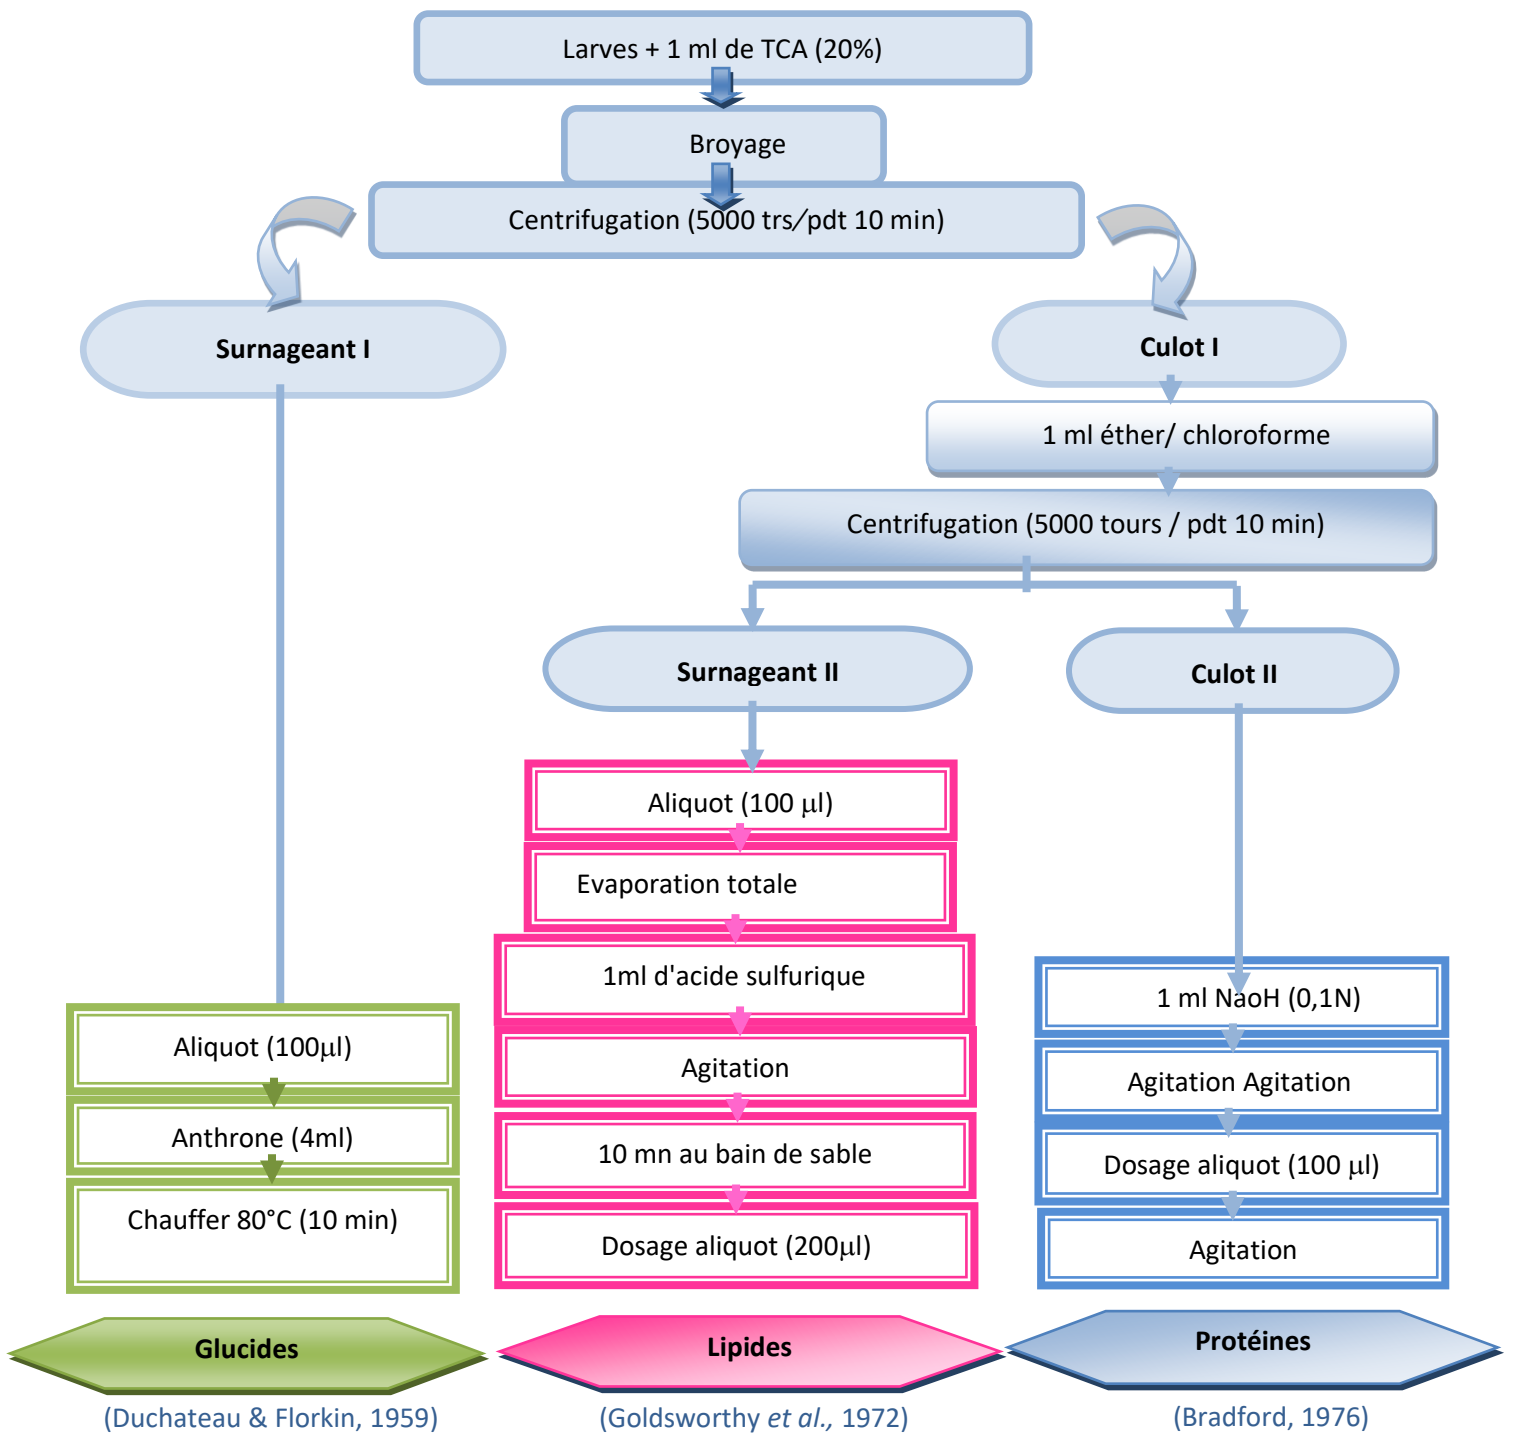 Larves + 1 ml de TCA (20%)
Broyage
Centrifugation (5000 trs/pdt 10 min)
Surnageant I
Culot I
1 ml éther/ chloroforme
Centrifugation (5000 tours / pdt 10 min)
Surnageant II
Culot II
Aliquot (100µl)
Anthrone (4ml)
Chauffer 80°C (10 min)
Glucides
(Duchateau & Florkin, 1959)
Aliquot (100 µl)
Evaporation totale
1ml d'acide sulfurique
Agitation
10 mn au bain de sable
Dosage aliquot (200µl)
Lipides
(Goldsworthy et al., 1972)
1 ml NaoH (0,1N)
Agitation Agitation
Dosage aliquot (100 µl)
Agitation
Protéines
(Bradford, 1976)